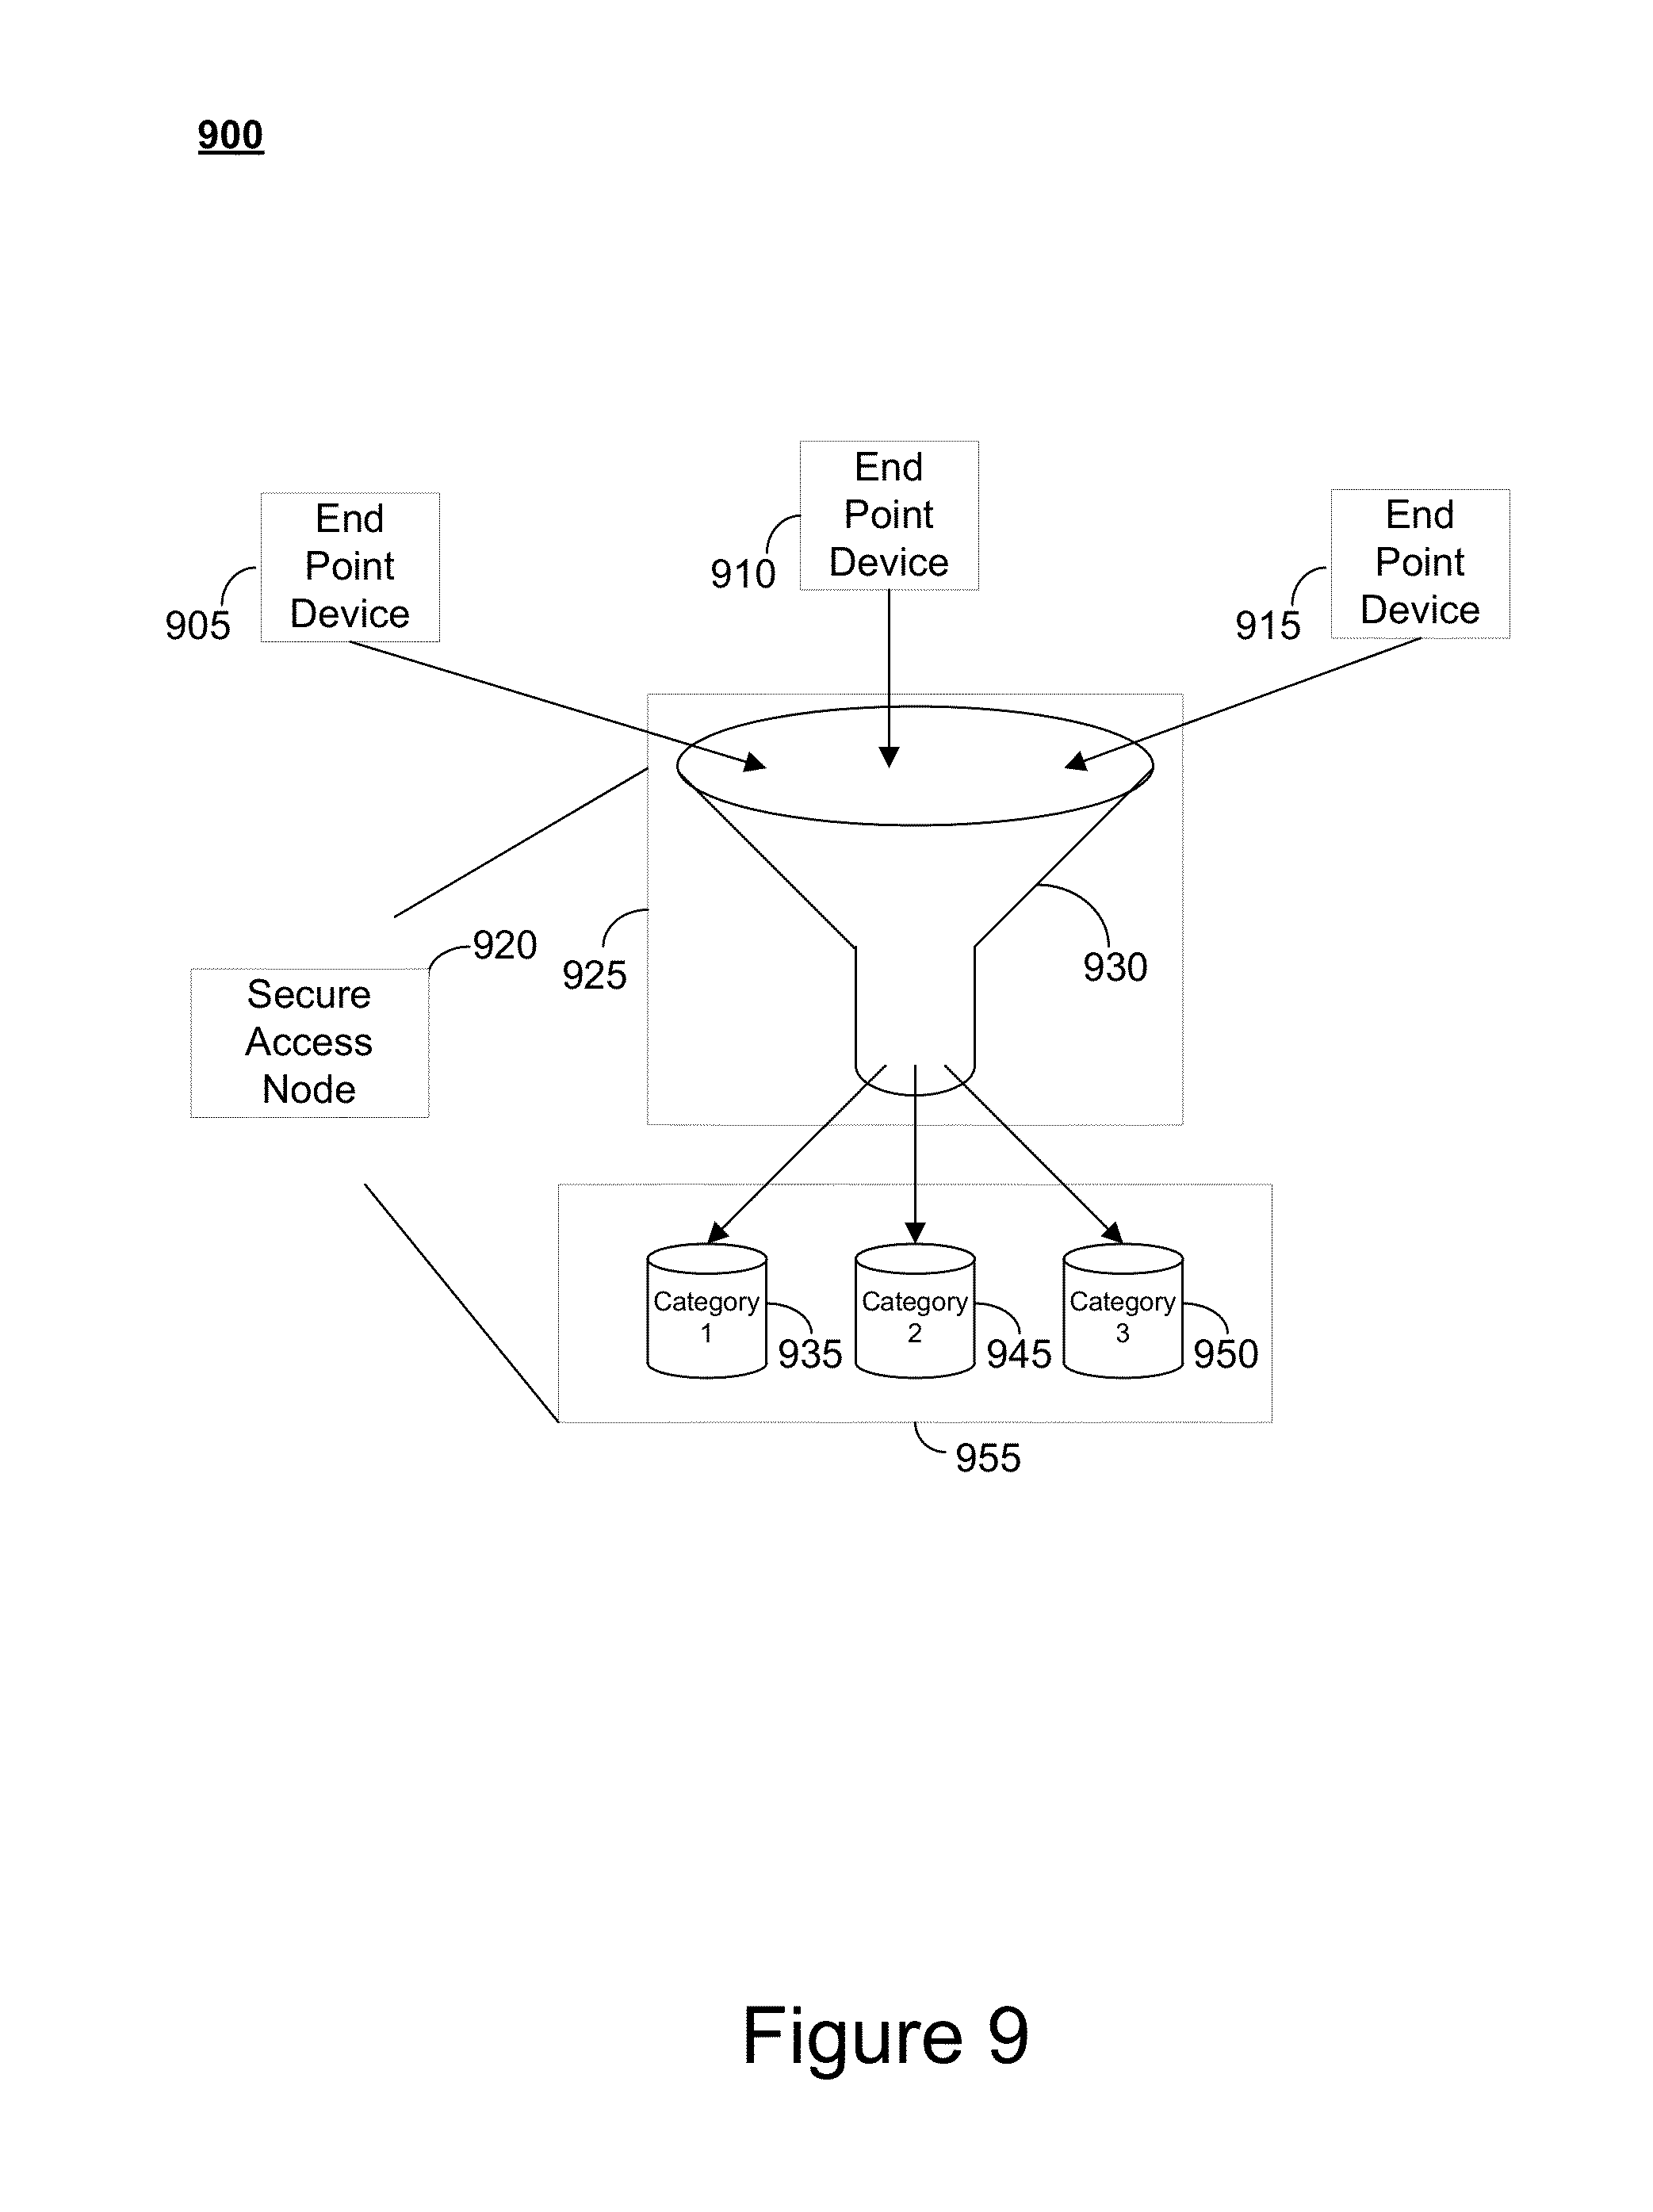 900
End
Point
Device
910
End
Point
Device
905
End
Point
Device
915
920
925
930
Secure
Access
Node
Category
1
935
Category
2
945
Category
3
950
955
Figure 9